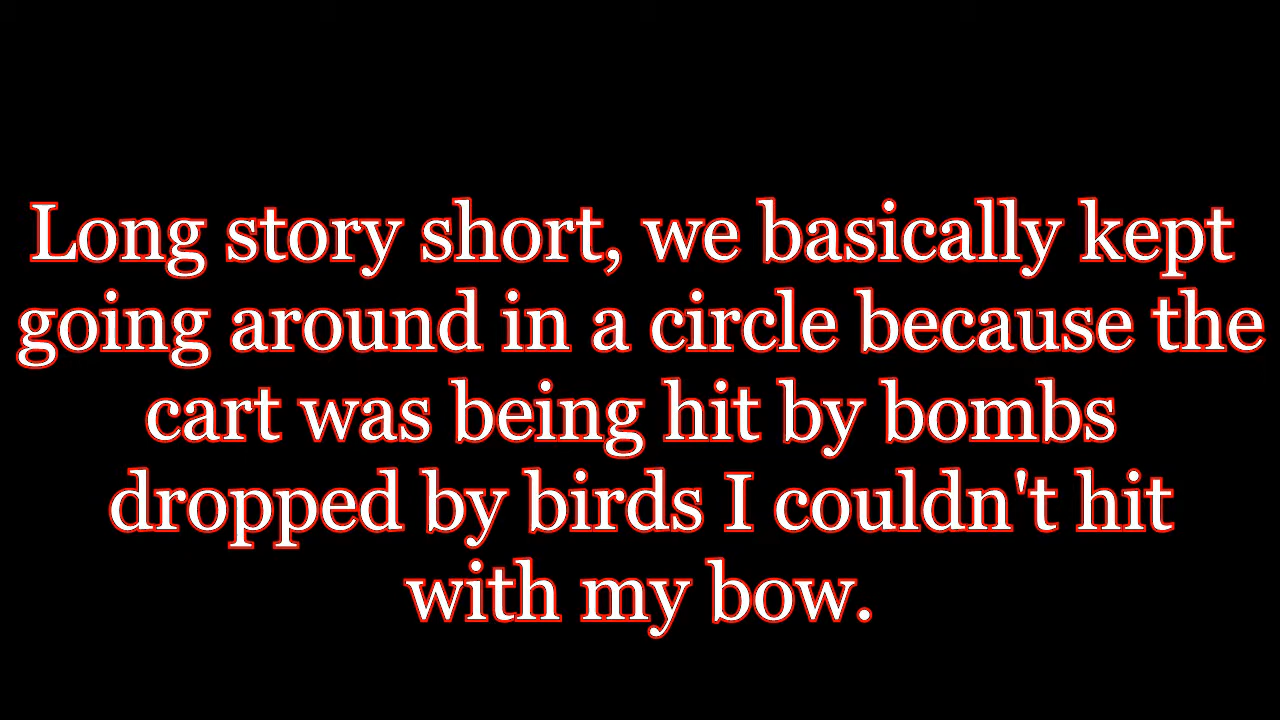 Long story short, we basically kept
going around in a circle because the
cart was being hit by bombs
dropped by birds I couldn't hit
with my bow.